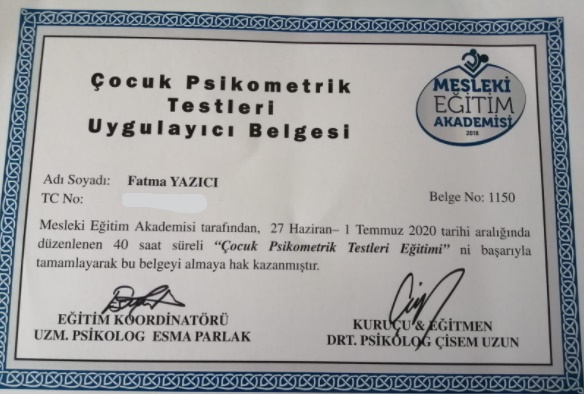 Çocuk Psikometrik
Testleri
Uygulayıcı Belgesi
MESLEKİ
EĞİTİM
AKADEMİSİ
2018
Adı Soyadı: Fatma YAZICI
TC No:
Belge No: 1150
Mesleki Eğitim Akademisi tarafından, 27 Haziran– 1 Temmuz 2020 tarihi aralığında
düzenlenen 40 saat süreli “Çocuk Psikometrik Testleri Eğitimi” ni başarıyla
tamamlayarak bu belgeyi almaya hak kazanmıştır.
EĞİTİM KOORDİNATÖRÜ
UZM. PSİKOLOG ESMA PARLAK
KURUCU & EĞİTMEN
DRT. PSİKOLOG ÇİSEM UZUN